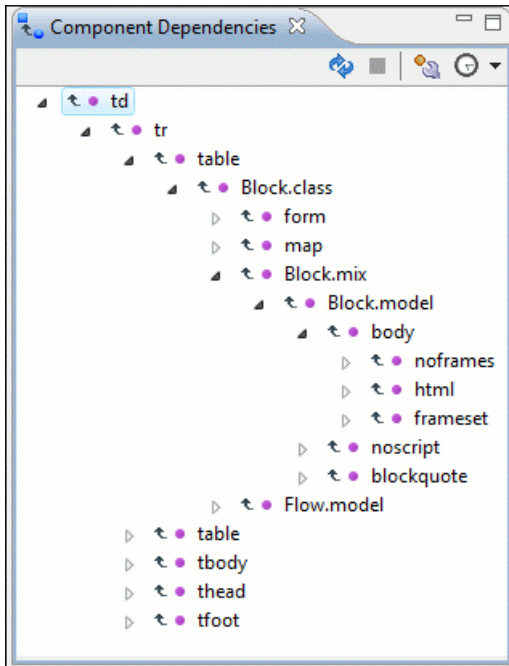 Component Dependencies
td
tr
table
Block.class
form
map
Block.mix
Block.model
body
noframes
html
frameset
noscript
blockquote
Flow.model
table
tbody
thead
tfoot